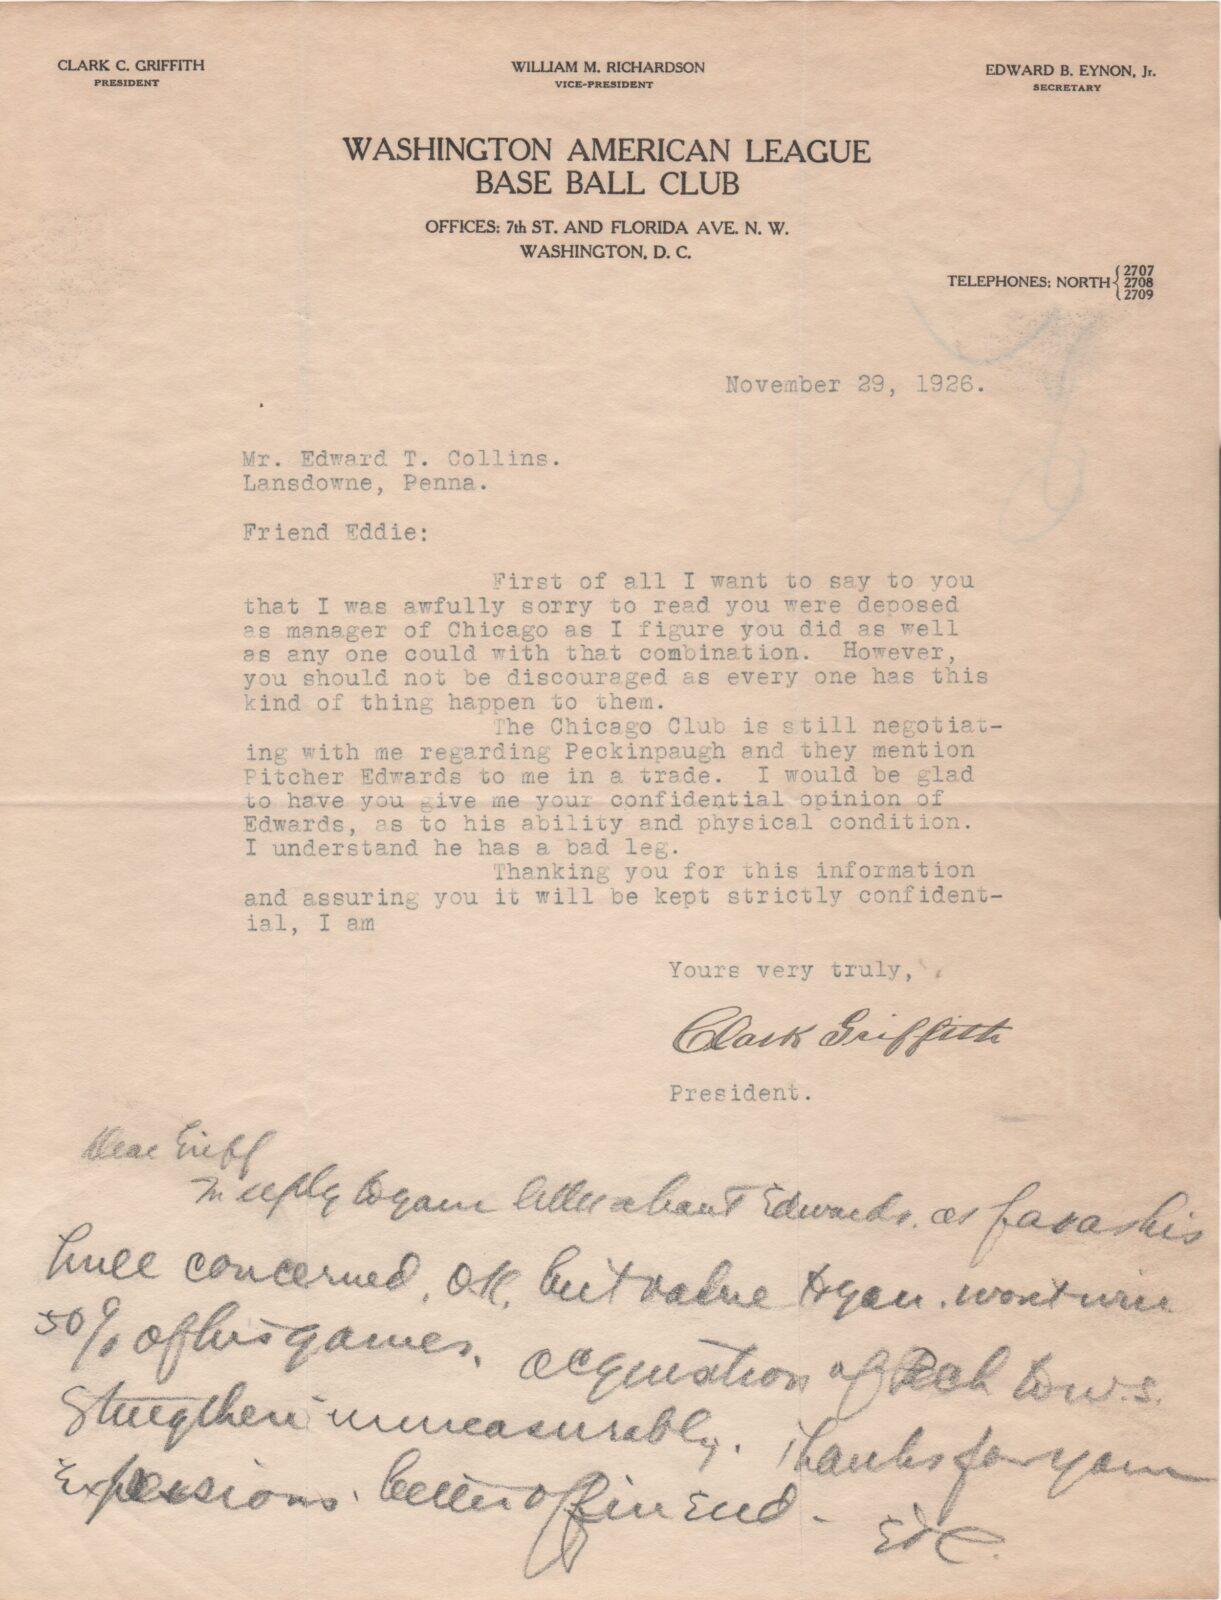 CLARK C. GRIFFITH
PRESIDENT
WILLIAM M. RICHARDSON
VICE-PRESIDENT
EDWARD B. EYNON, Jr.
SECRETARY
WASHINGTON AMERICAN LEAGUE
BASE BALL CLUB
OFFICES: 7th ST. AND FLORIDA AVE. N. W.
WASHINGTON, D. C.
TELEPHONES: NORTH { 2707
2708
2709
November 29, 1926.
Mr. Edward T. Collins.
Lansdowne, Penna.
Friend Eddie:
First of all I want to say to you
that I was awfully sorry to read you were deposed
as manager of Chicago as I figure you did as well
as any one could with that combination. However,
you should not be discouraged as every one has this
kind of thing happen to them.
The Chicago Club is still negotiat-
ing with me regarding Peckinpaugh and they mention
Pitcher Edwards to me in a trade. I would be glad
to have you give me your confidential opinion of
Edwards, as to his ability and physical condition.
I understand he has a bad leg.
Thanking you for this information
and assuring you it will be kept strictly confident-
ial, I am
Yours very truly,
Clark Griffith
President.
Dear Griff
In reply to your letter about Edwards. as far as his
concerned, OK, but value to you. wont win
50% of his games. acquisition of Peck to W.S.
Strengthen immeasurably. Thanks for your
Expressions. better off in End -
EdC.